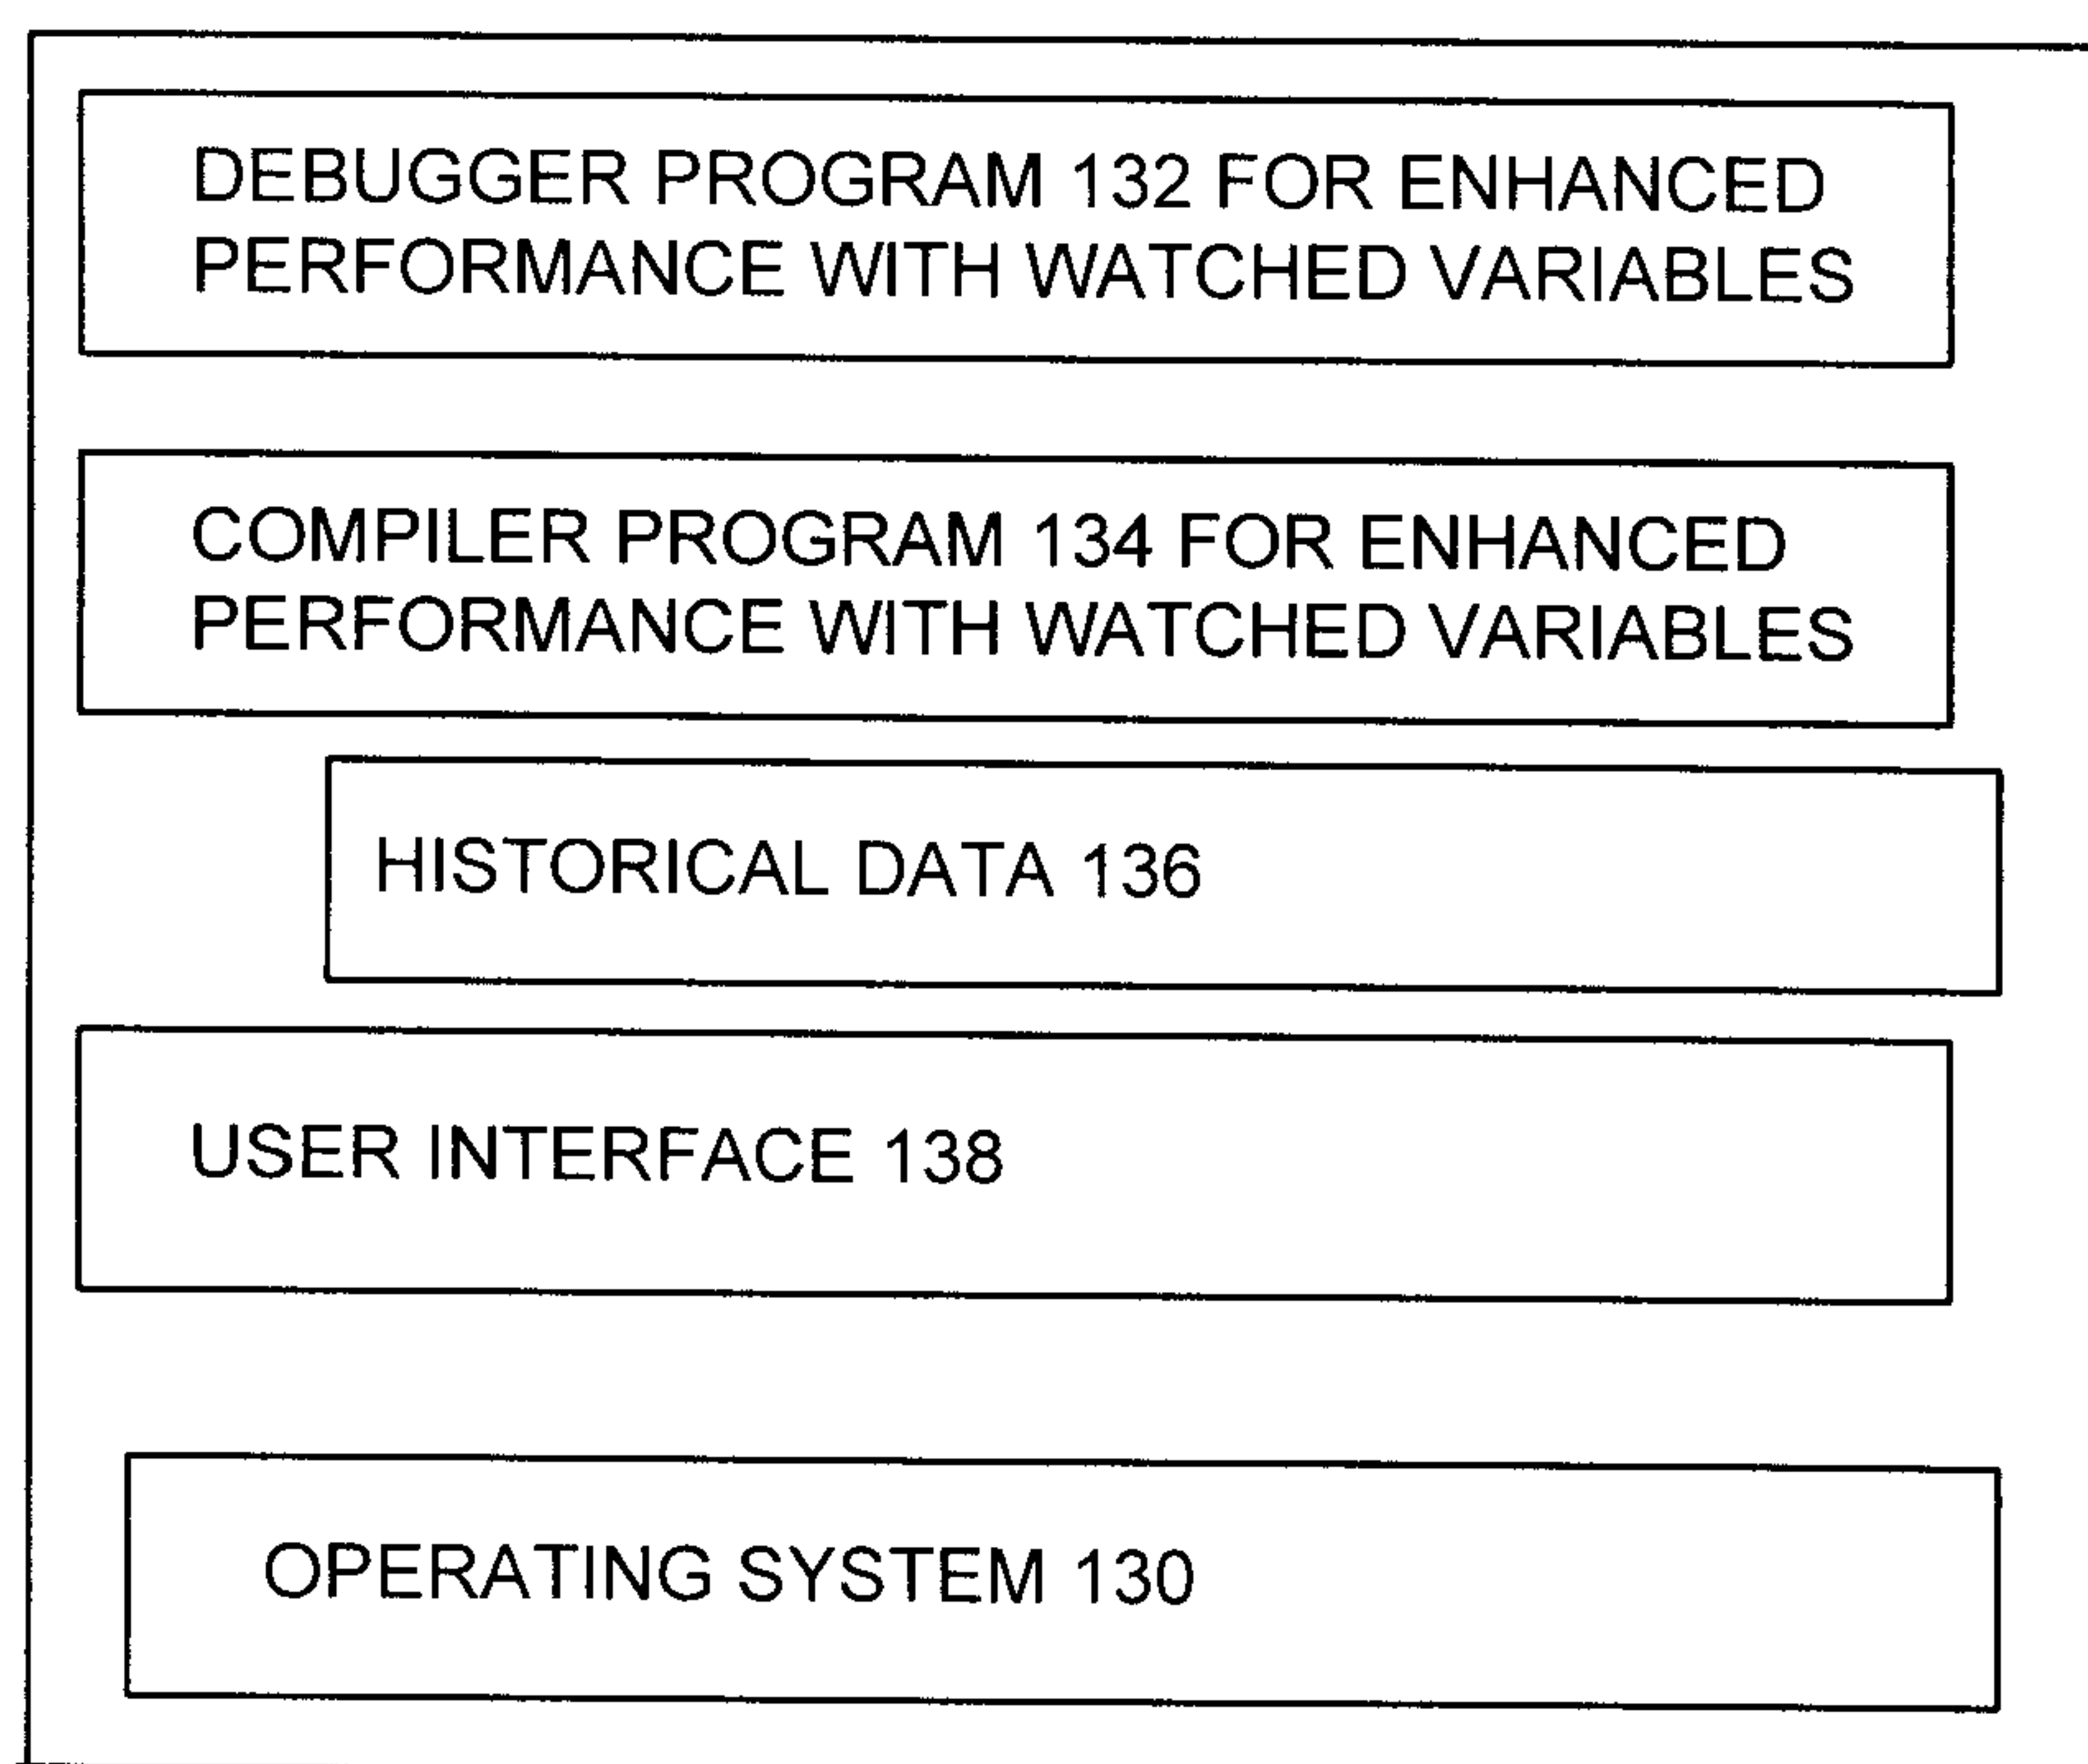 DEBUGGER PROGRAM 132 FOR ENHANCED
PERFORMANCE WITH WATCHED VARIABLES
COMPILER PROGRAM 134 FOR ENHANCED
PERFORMANCE WITH WATCHED VARIABLES
HISTORICAL DATA 136
USER INTERFACE 138
OPERATING SYSTEM 130